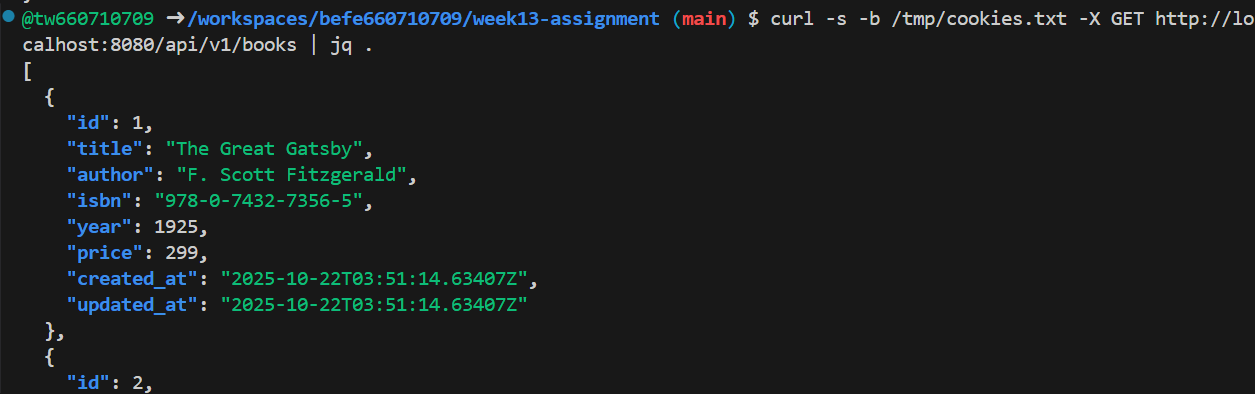 @tw660710709 ➜/workspaces/befe660710709/week13-assignment (main) $ curl -s -b /tmp/cookies.txt -X GET http://lo
calhost:8080/api/v1/books | jq .
[
  {
    "id": 1,
    "title": "The Great Gatsby",
    "author": "F. Scott Fitzgerald",
    "isbn": "978-0-7432-7356-5",
    "year": 1925,
    "price": 299,
    "created_at": "2025-10-22T03:51:14.63407Z",
    "updated_at": "2025-10-22T03:51:14.63407Z"
  },
  {
    "id": 2,